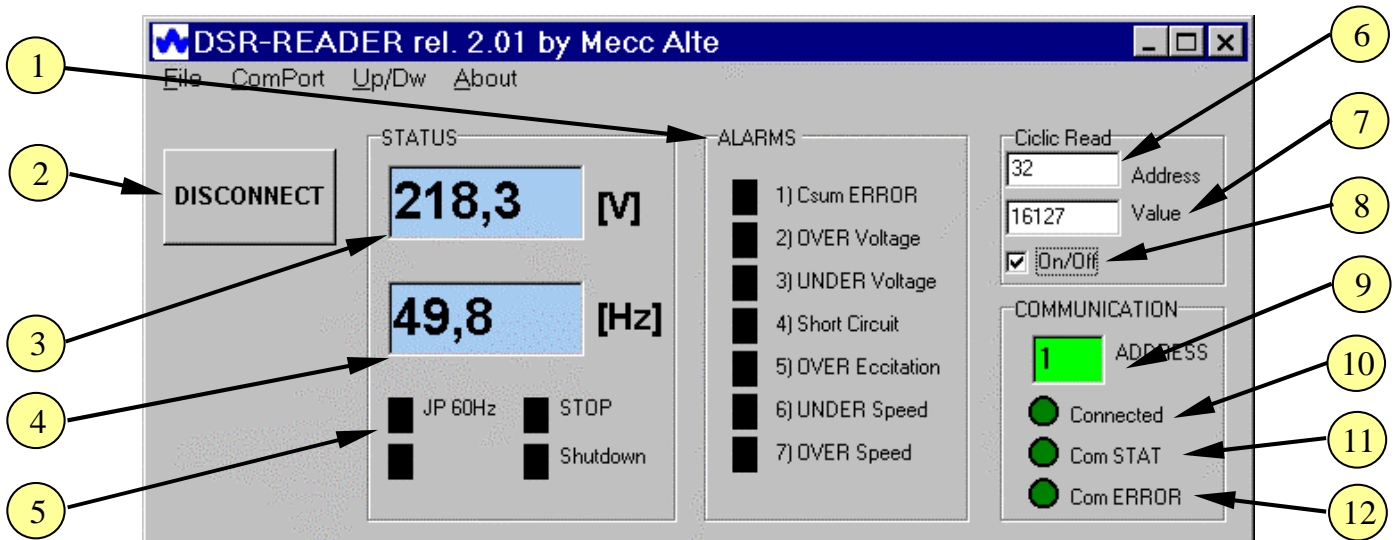 DSR-READER rel. 2.01 by Mecc Alte
File ComPort Up/Dw About
DISCONNECT
STATUS
218,3 [V]
49,8 [Hz]
JP 60Hz STOP
Shutdown
ALARMS
1) Csum ERROR
2) OVER Voltage
3) UNDER Voltage
4) Short Circuit
5) OVER Eccitation
6) UNDER Speed
7) OVER Speed
Ciclic Read
32 Address
16127 Value
On/Off
COMMUNICATION
1 ADDRESS
Connected
Com STAT
Com ERROR
1
2
3
4
5
6
7
8
9
10
11
12